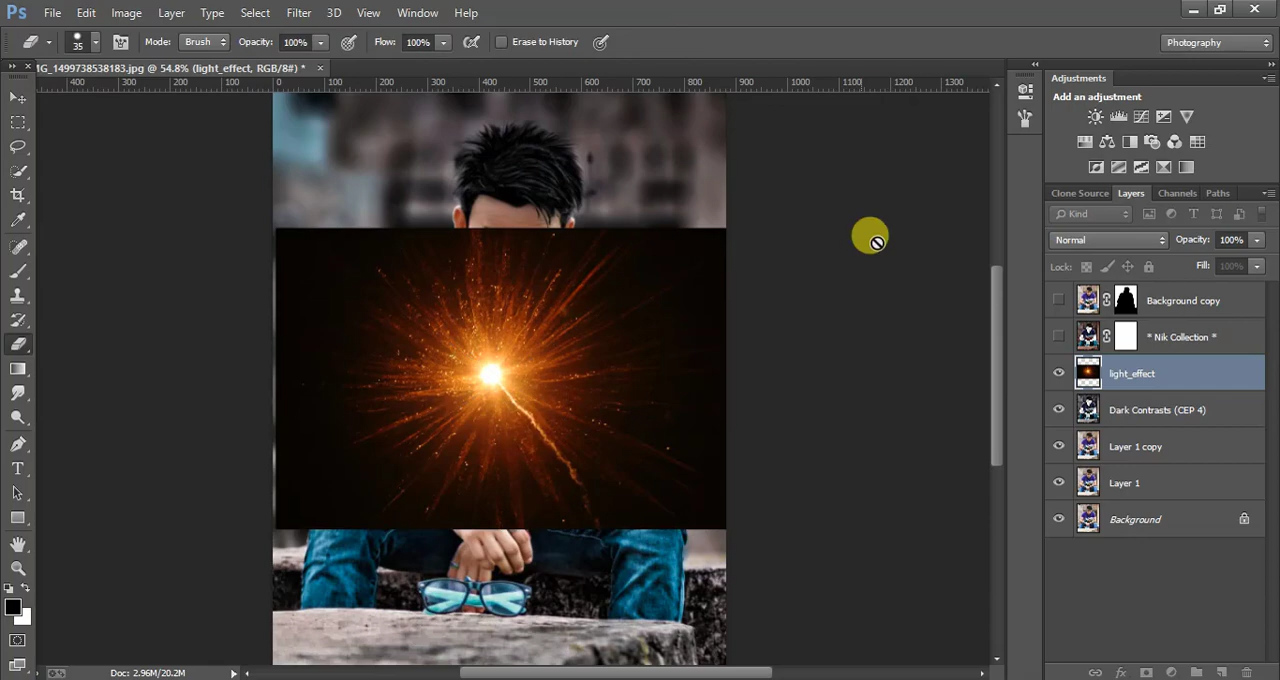 Ps File Edit Image Layer Type Select Filter 3D View Window Help
35 Mode: Brush Opacity: 100% Flow: 100% Erase to History Photography
MG_1499738538183.jpg @ 54.8% (light_effect, RGB/8#) * ×
400 300 200 100 0 100 200 300 400 500 600 700 800 900 1000 1100 1200 1300
Adjustments
Add an adjustment
Clone Source Layers Channels Paths
Kind
Normal Opacity: 100%
Lock: Fill: 100%
Background copy
* Nik Collection *
light_effect
Dark Contrasts (CEP 4)
Layer 1 copy
Layer 1
Background
Doc: 2.96M/20.2M